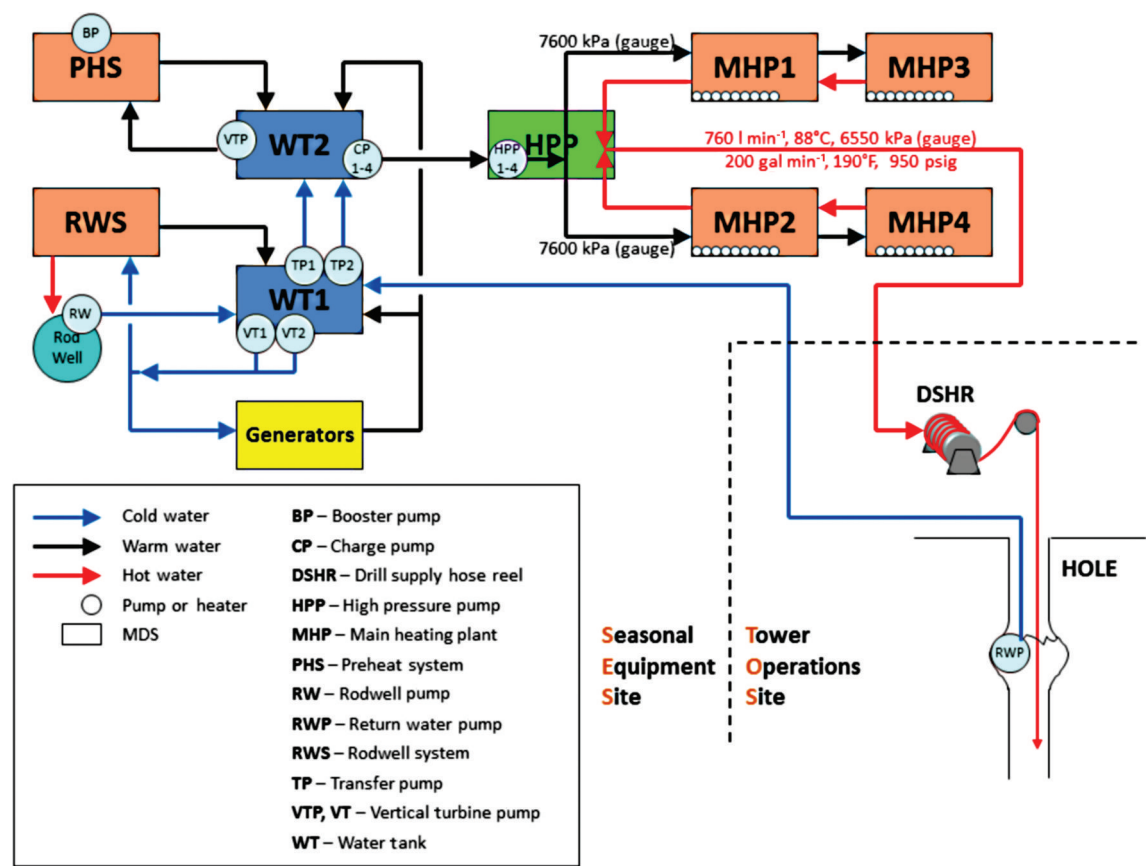 BP
PHS
VTP
WT2
CP
1-4
RWS
RW
Rod
Well
TP1
TP2
WT1
VT1
VT2
Generators
HPP
HPP
1-4
7600 kPa (gauge)
7600 kPa (gauge)
MHP1
MHP3
760 l min⁻¹, 88°C, 6550 kPa (gauge)
200 gal min⁻¹, 190°F, 950 psig
MHP2
MHP4
DSHR
HOLE
RWP
Seasonal
Equipment
Site
Tower
Operations
Site
Cold water
Warm water
Hot water
Pump or heater
MDS
BP – Booster pump
CP – Charge pump
DSHR – Drill supply hose reel
HPP – High pressure pump
MHP – Main heating plant
PHS – Preheat system
RW – Rodwell pump
RWP – Return water pump
RWS – Rodwell system
TP – Transfer pump
VTP, VT – Vertical turbine pump
WT – Water tank